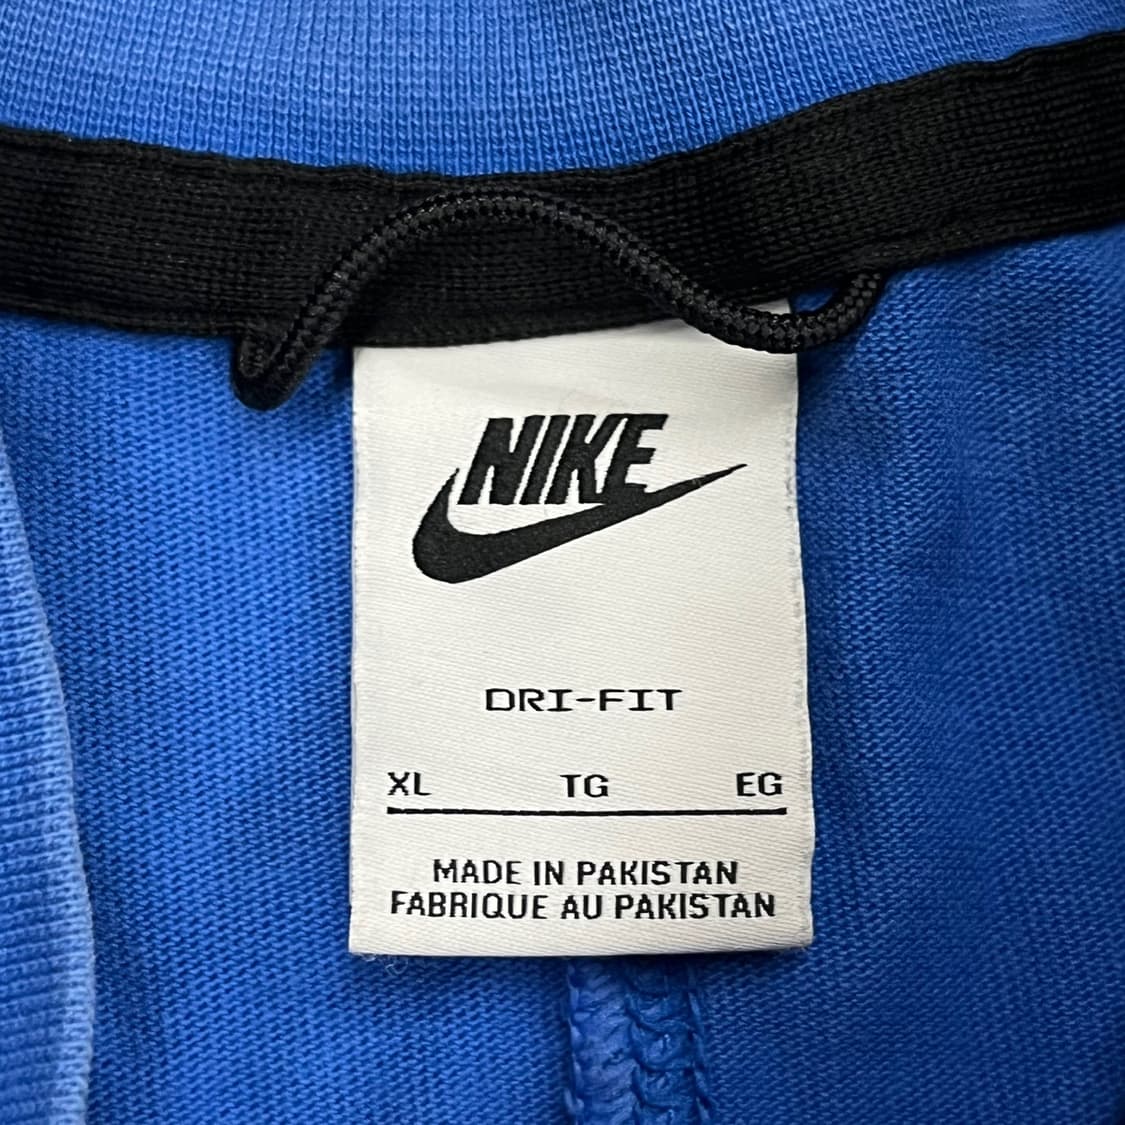 NIKE
DRI-FIT
XL TG EG
MADE IN PAKISTAN
FABRIQUE AU PAKISTAN